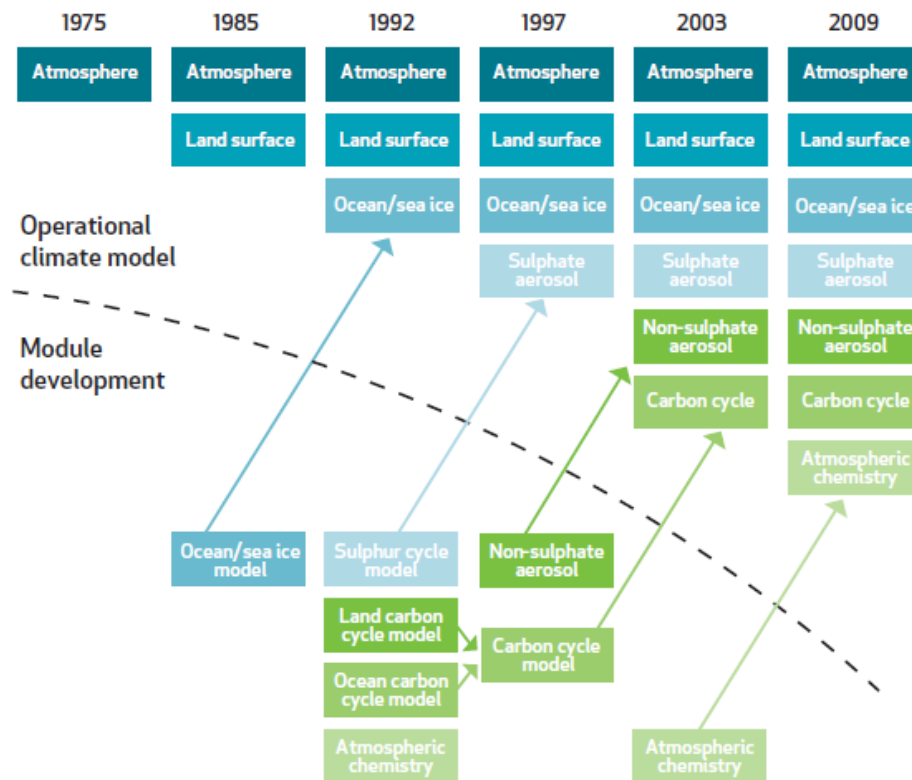 1975 1985 1992 1997 2003 2009
Atmosphere Atmosphere Atmosphere Atmosphere Atmosphere Atmosphere
Land surface Land surface Land surface Land surface Land surface
Ocean/sea ice Ocean/sea ice Ocean/sea ice Ocean/sea ice
Operational
climate model
Sulphate
aerosol
Sulphate
aerosol
Sulphate
aerosol
Module
development
Non-sulphate
aerosol
Non-sulphate
aerosol
Carbon cycle Carbon cycle
Atmospheric
chemistry
Ocean/sea ice
model
Sulphur cycle
model
Non-sulphate
aerosol
Land carbon
cycle model
Carbon cycle
model
Ocean carbon
cycle model
Atmospheric
chemistry
Atmospheric
chemistry